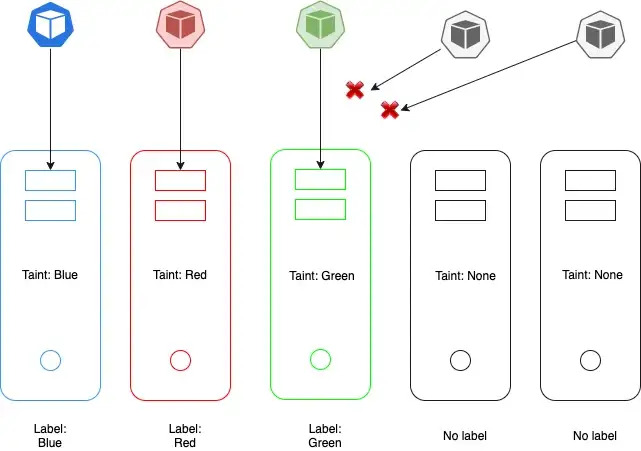 Taint: Blue
Taint: Red
Taint: Green
Taint: None
Taint: None
Label:
Blue
Label:
Red
Label:
Green
No label
No label